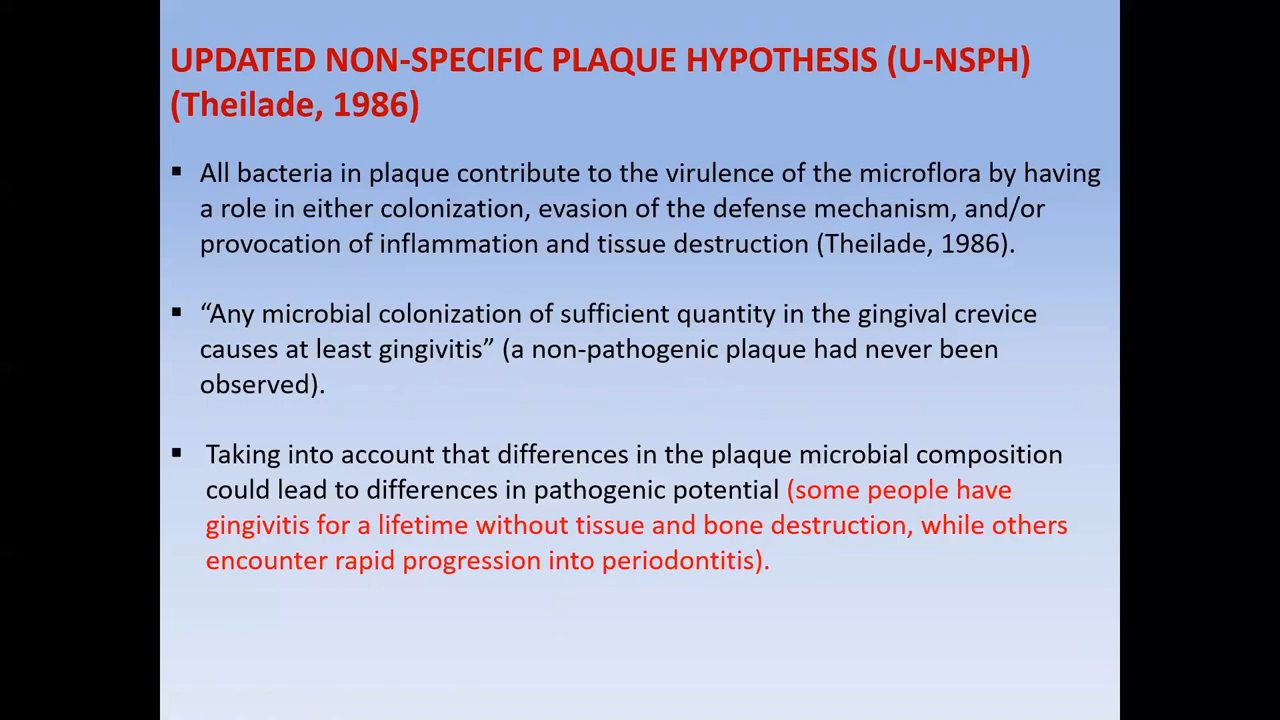 UPDATED NON-SPECIFIC PLAQUE HYPOTHESIS (U-NSPH)
(Theilade, 1986)
▪ All bacteria in plaque contribute to the virulence of the microflora by having
a role in either colonization, evasion of the defense mechanism, and/or
provocation of inflammation and tissue destruction (Theilade, 1986).
▪ “Any microbial colonization of sufficient quantity in the gingival crevice
causes at least gingivitis” (a non-pathogenic plaque had never been
observed).
▪ Taking into account that differences in the plaque microbial composition
could lead to differences in pathogenic potential (some people have
gingivitis for a lifetime without tissue and bone destruction, while others
encounter rapid progression into periodontitis).